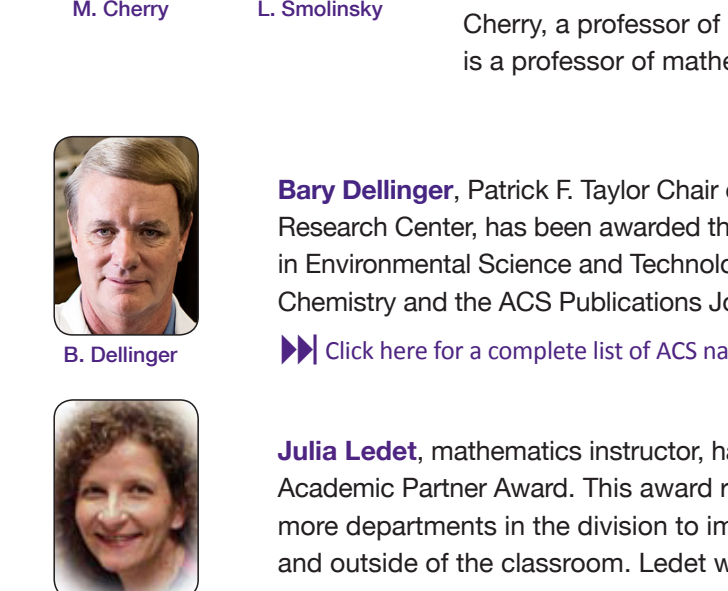 M. Cherry
L. Smolinsky
Cherry, a professor of
is a professor of mathe
Bary Dellinger, Patrick F. Taylor Chair
Research Center, has been awarded th
in Environmental Science and Technolo
Chemistry and the ACS Publications Jo
B. Dellinger
Click here for a complete list of ACS na
Julia Ledet, mathematics instructor, ha
Academic Partner Award. This award r
more departments in the division to im
and outside of the classroom. Ledet w